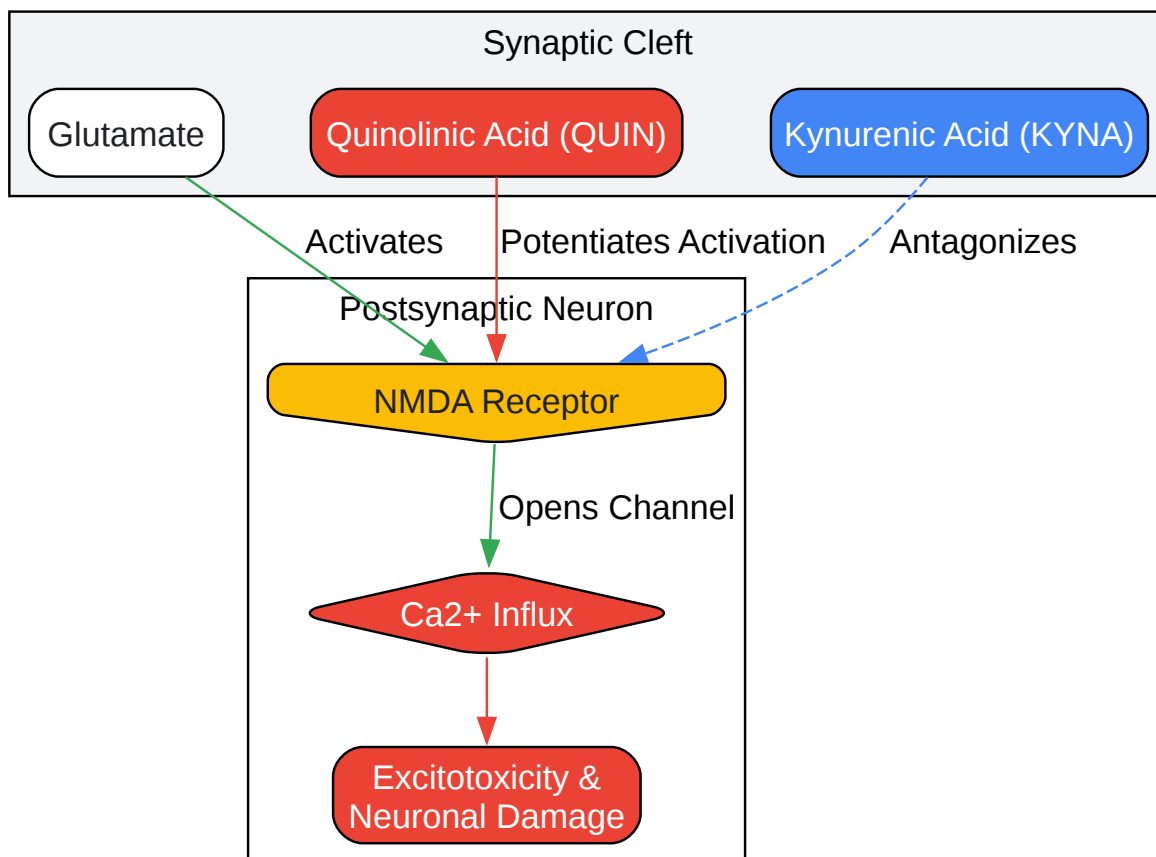 Synaptic Cleft
Glutamate
Quinolinic Acid (QUIN)
Kynurenic Acid (KYNA)
Activates
Potentiates Activation
Antagonizes
Postsynaptic Neuron
NMDA Receptor
Opens Channel
Ca2+ Influx
Excitotoxicity &
Neuronal Damage